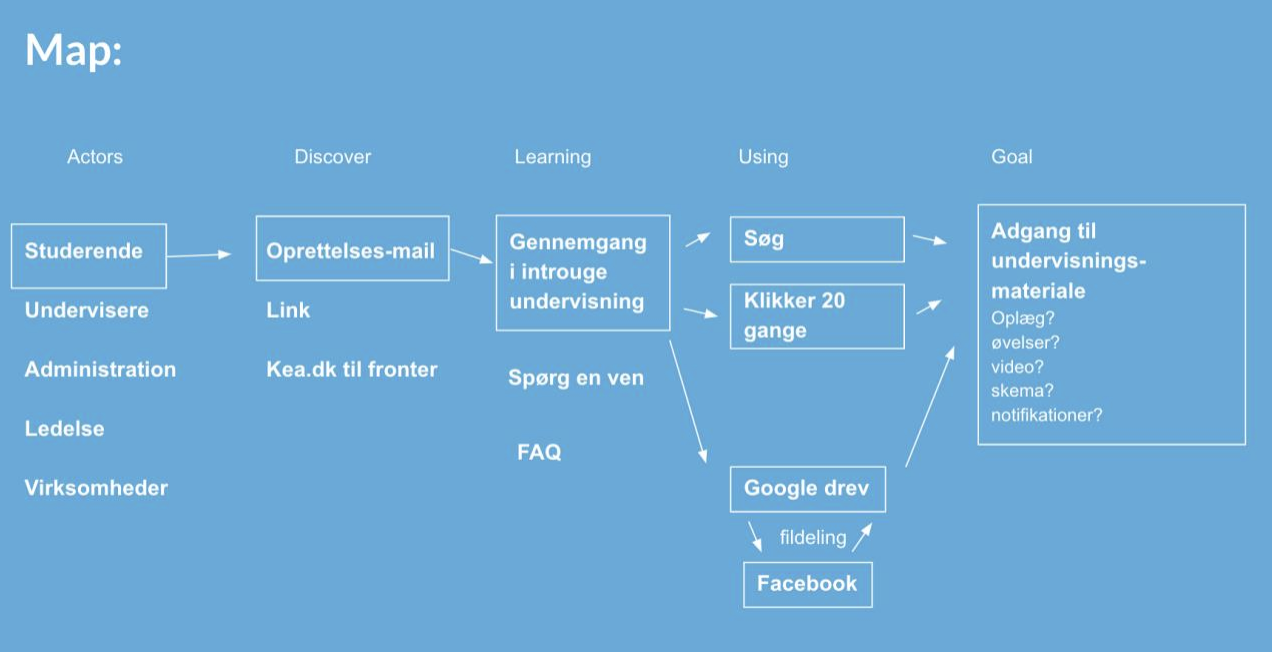 Map:
Actors
Discover
Learning
Using
Goal
Studerende
Undervisere
Administration
Ledelse
Virksomheder
Oprettelses-mail
Link
Kea.dk til fronter
Gennemgang
i introuge
undervisning
Spørg en ven
FAQ
Søg
Klikker 20
gange
Google drev
fildeling
Facebook
Adgang til
undervisnings-
materiale
Oplæg?
øvelser?
video?
skema?
notifikationer?